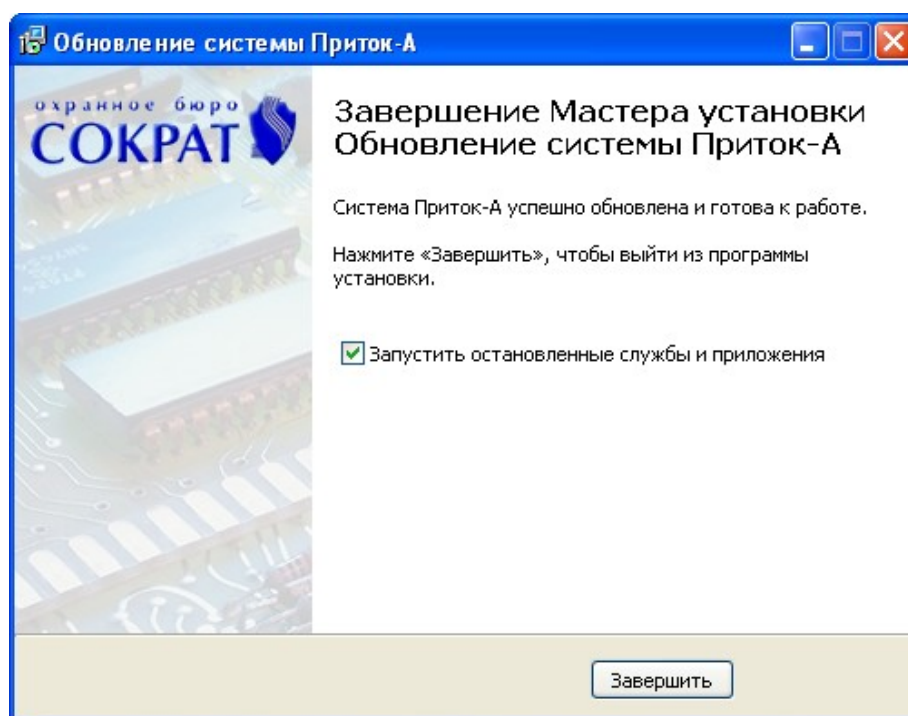 Обновление системы Приток-А
охранное бюро
СОКРАТ
Завершение Мастера установки
Обновление системы Приток-А
Система Приток-А успешно обновлена и готова к работе.
Нажмите «Завершить», чтобы выйти из программы
установки.
Запустить остановленные службы и приложения
Завершить